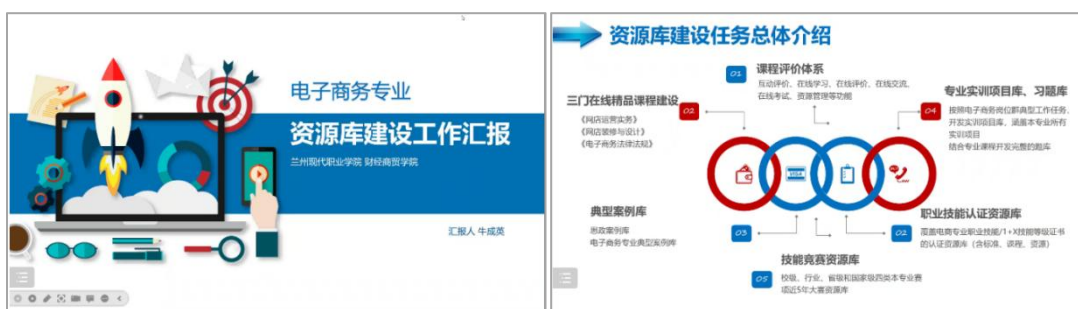 电子商务专业
资源库建设工作汇报
兰州现代职业学院 财经商贸学院
汇报人 牛成英
资源库建设任务总体介绍
01
课程评价体系
互动评价、在线学习、在线评价、在线交流、
在线考试、资源管理等功能
三门在线精品课程建设
02
《网店运营实务》
《网店装修与设计》
《电子商务法律法规》
04
专业实训项目库、习题库
按照电子商务岗位群典型工作任务，
开发实训项目库，涵盖本专业所有
实训项目
结合专业课程开发完整的题库
VISA
典型案例库
思政案例库
电子商务专业典型案例库
03
02
职业技能认证资源库
覆盖电商专业职业技能/1+X技能等级证书
的认证资源库（含标准、课程、资源）
技能竞赛资源库
05
校级、行业、省级和国家级四类本专业赛
项近5年大赛资源库